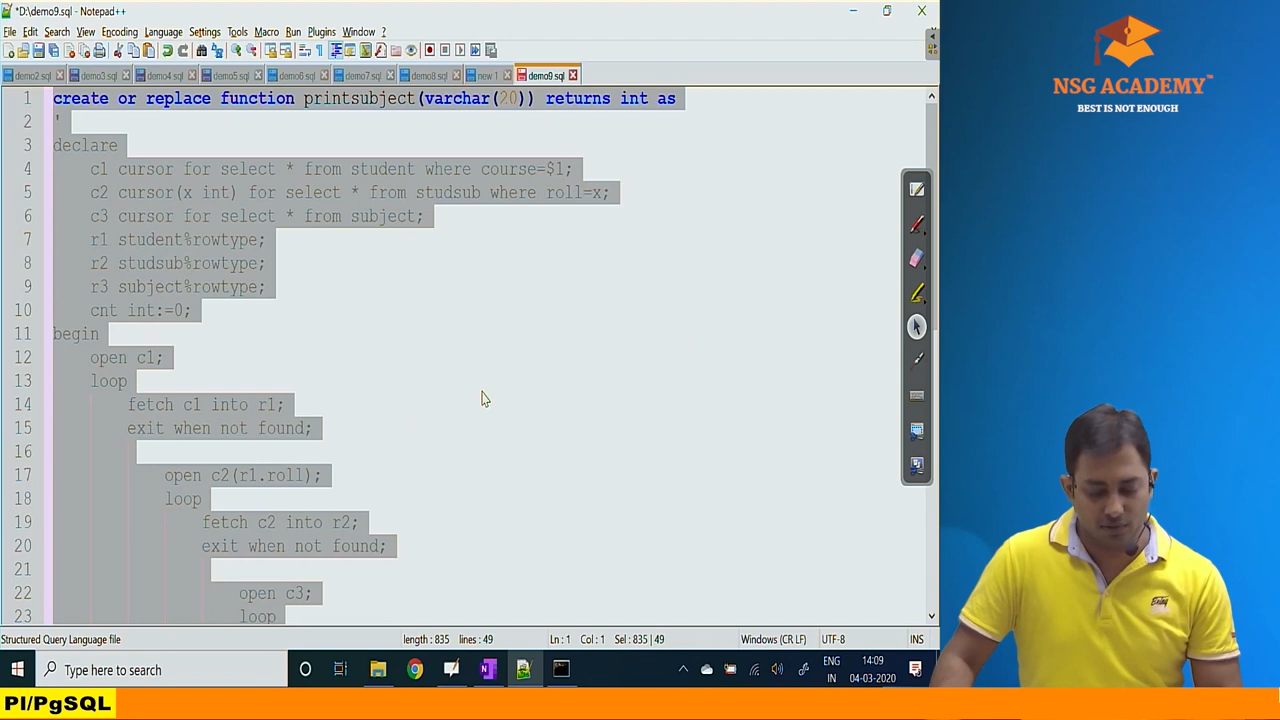 *D:\demo9.sql - Notepad++
File Edit Search View Encoding Language Settings Tools Macro Run Plugins Window ?
demo2.sql demo3.sql demo4.sql demo5.sql demo6.sql demo7.sql demo8.sql new 1 demo9.sql
1 create or replace function printsubject(varchar(20)) returns int as
2 '
3 declare
4 c1 cursor for select * from student where course=$1;
5 c2 cursor(x int) for select * from studsub where roll=x;
6 c3 cursor for select * from subject;
7 r1 student%rowtype;
8 r2 studsub%rowtype;
9 r3 subject%rowtype;
10 cnt int:=0;
11 begin
12 open c1;
13 loop
14 fetch c1 into r1;
15 exit when not found;
16
17 open c2(r1.roll);
18 loop
19 fetch c2 into r2;
20 exit when not found;
21
22 open c3;
23 loop
Structured Query Language file length : 835 lines : 49 Ln : 1 Col : 1 Sel : 835 | 49 Windows (CR LF) UTF-8 INS
Type here to search
ENG
IN
14:09
04-03-2020
NSG ACADEMY™
BEST IS NOT ENOUGH
Pl/PgSQL